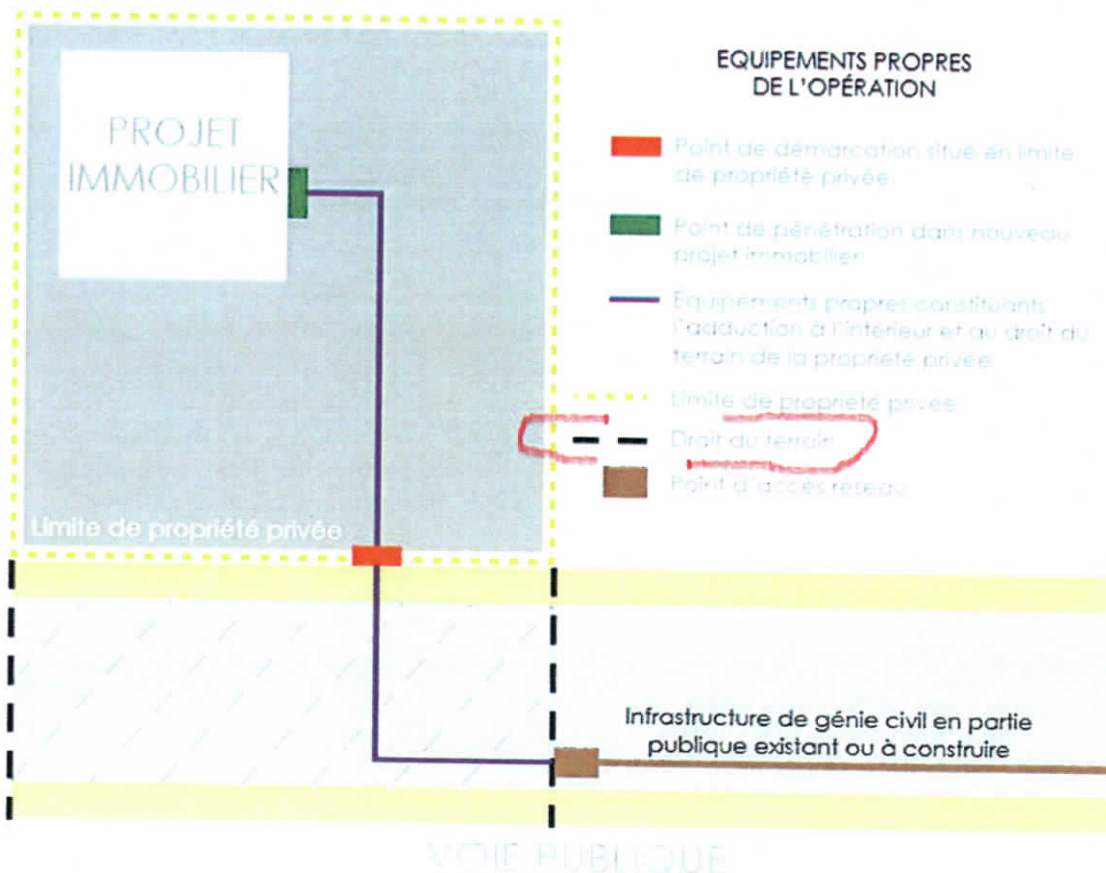 EQUIPEMENTS PROPRES
DE L'OPÉRATION
PROJET
IMMOBILIER
Point de démarcation situé en limite
de propriété privée
Point de pénétration dans nouveau
projet immobilier
Equipements propres constituants
l'adduction à l'intérieur et au droit du
terrain de la propriété privée
Limite de propriété privée
Droit du terrain
Point d'accès réseau
Limite de propriété privée
Infrastructure de génie civil en partie
publique existant ou à construire
VOIE PUBLIQUE